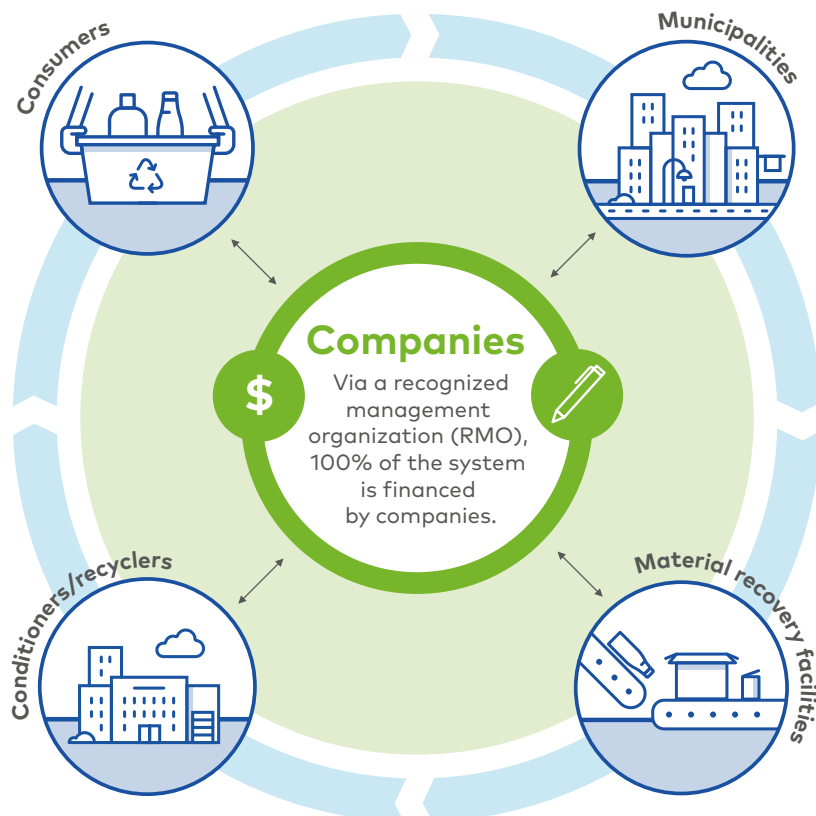 Consumers
Municipalities
Companies
$
Via a recognized
management
organization (RMO),
100% of the system
is financed
by companies.
Conditioners/recyclers
Material recovery facilities